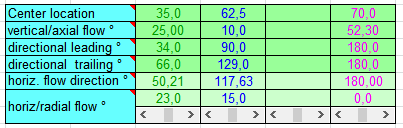 Center location 35,0 62,5 70,0
vertical/axial flow ° 25,00 10,0 52,30
directional leading ° 34,0 90,0 180,0
directional trailing ° 66,0 129,0 180,0
horiz. flow direction ° 50,21 117,63 180,00
horiz/radial flow ° 23,0 15,0 0,0
< > < > < >